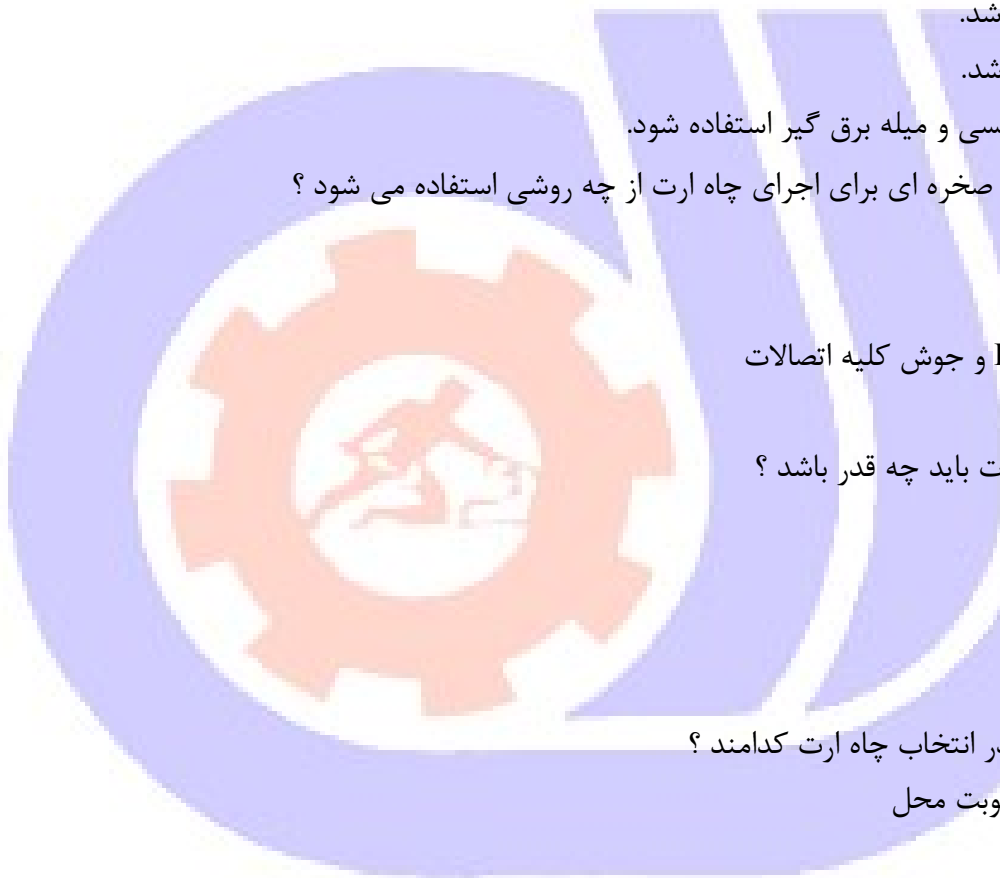 شد.
شد.
سی و میله برق گیر استفاده شود.
صخره ای برای اجرای چاه ارت از چه روشی استفاده می شود ؟
و جوش کلیه اتصالات
ت باید چه قدر باشد ؟
ر انتخاب چاه ارت کدامند ؟
وبت محل